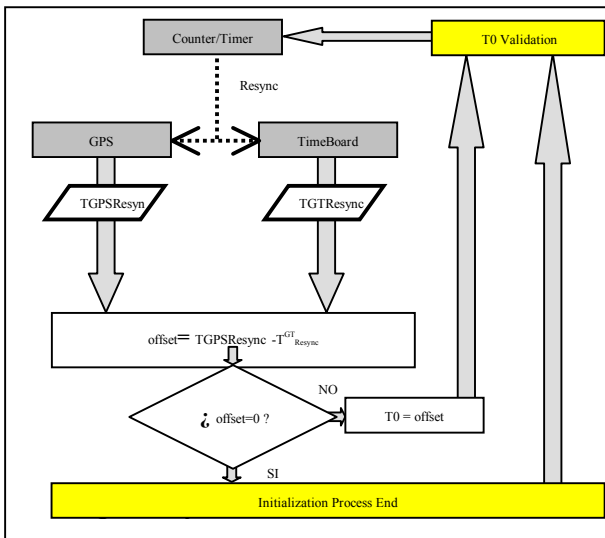 Counter/Timer
T0 Validation
Resync
GPS
TimeBoard
TGPSResyn
TGTResync
offset= TGPSResync -T^GT_Resync
NO
¿ offset=0 ?
T0 = offset
SI
Initialization Process End